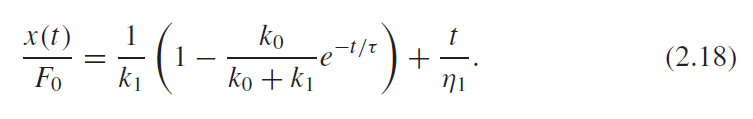 x(t)/F₀ = 1/k₁ (1 − k₀/(k₀ + k₁) e^{−t/τ}) + t/η₁. (2.18)